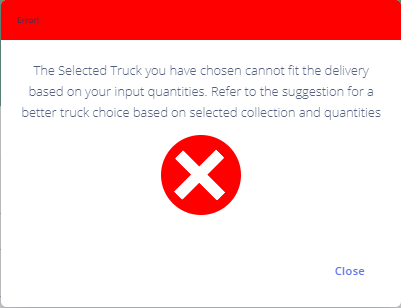 Error!
The Selected Truck you have chosen cannot fit the delivery
based on your input quantities. Refer to the suggestion for a
better truck choice based on selected collection and quantities
Close